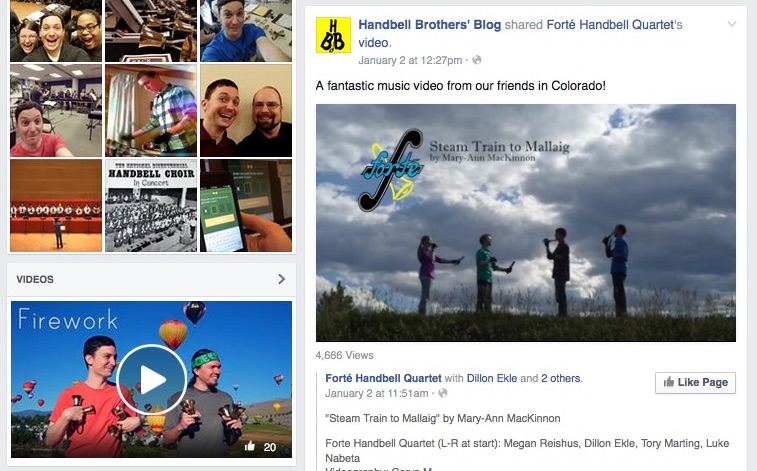 THE NATIONAL BICENTENNIAL
HANDBELL CHOIR
In Concert
VIDEOS
Firework
20
H
B B
Handbell Brothers' Blog shared Forté Handbell Quartet's
video.
January 2 at 12:27pm ·
A fantastic music video from our friends in Colorado!
forte
Steam Train to Mallaig
by Mary-Ann MacKinnon
4,666 Views
Forté Handbell Quartet with Dillon Ekle and 2 others.
January 2 at 11:51am ·
Like Page
"Steam Train to Mallaig" by Mary-Ann MacKinnon
Forte Handbell Quartet (L-R at start): Megan Reishus, Dillon Ekle, Tory Marting, Luke
Nabeta